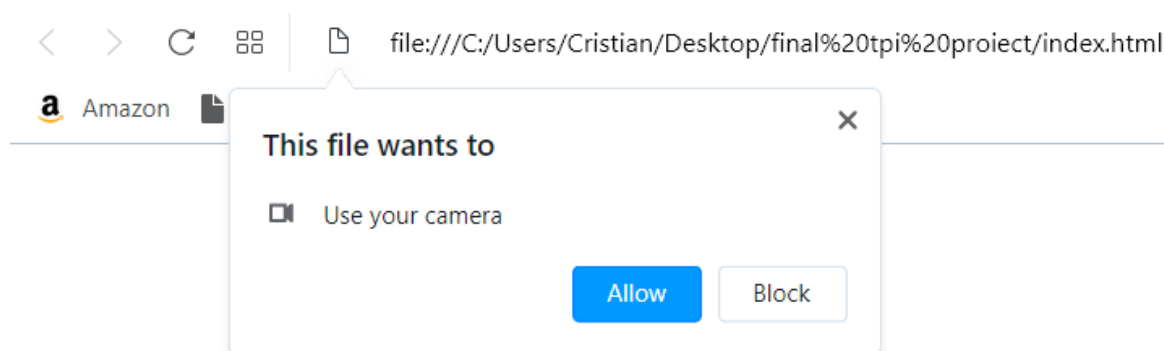 file:///C:/Users/Cristian/Desktop/final%20tpi%20proiect/index.html
a Amazon
This file wants to
Use your camera
Allow Block